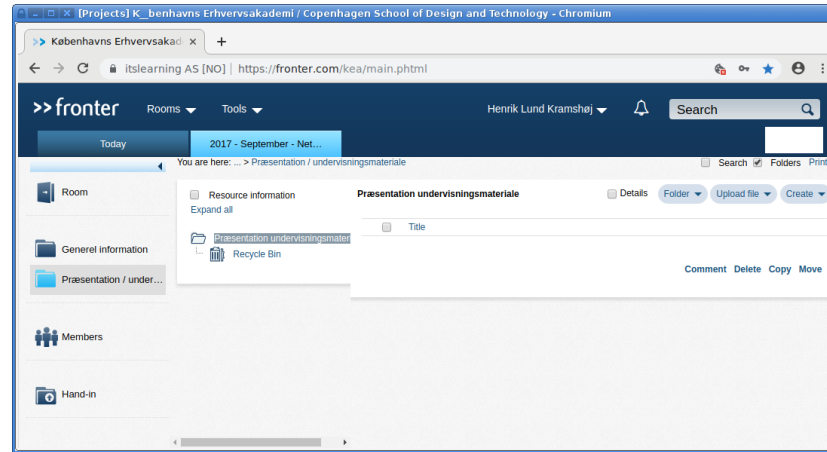 [Projects] K__benhavns Erhvervsakademi / Copenhagen School of Design and Technology - Chromium
>> Københavns Erhvervsakad × +
itslearning AS [NO] | https://fronter.com/kea/main.phtml
>>fronter Rooms Tools Henrik Lund Kramshøj Search
Today 2017 - September - Net...
You are here: ... > Præsentation / undervisningsmateriale Search Folders Print
Room
Resource information
Expand all
Præsentation undervisningsmater
Recycle Bin
Præsentation undervisningsmateriale Details Folder Upload file Create
Title
Comment Delete Copy Move
Generel information
Præsentation / under...
Members
Hand-in